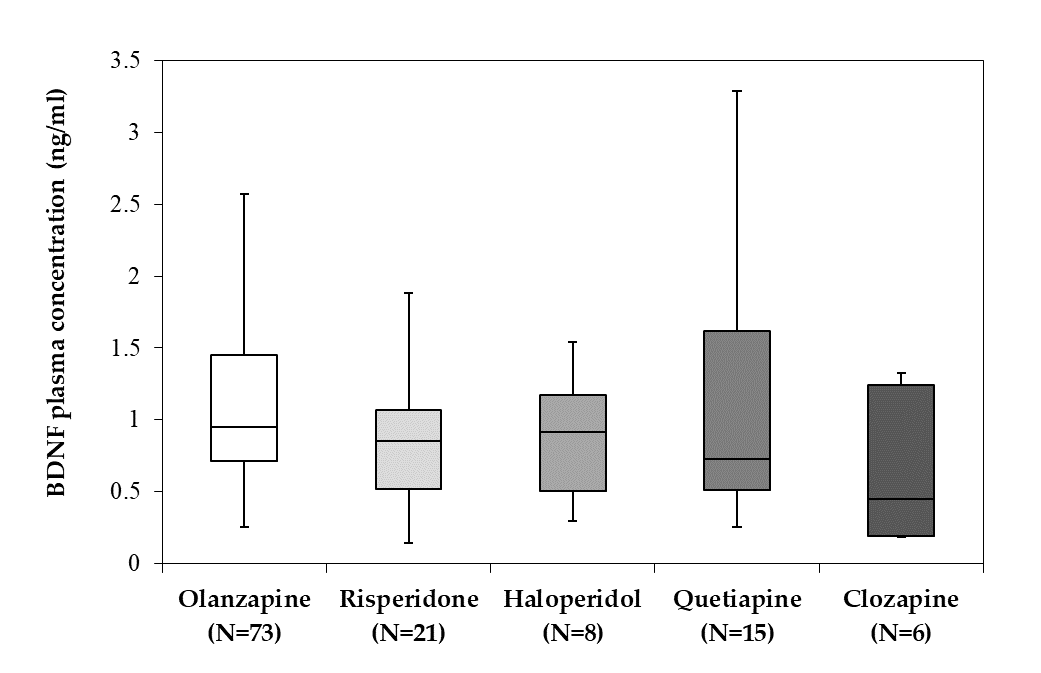 BDNF plasma concentration (ng/ml)
3.5
3
2.5
2
1.5
1
0.5
0
Olanzapine Risperidone Haloperidol Quetiapine Clozapine
(N=73) (N=21) (N=8) (N=15) (N=6)